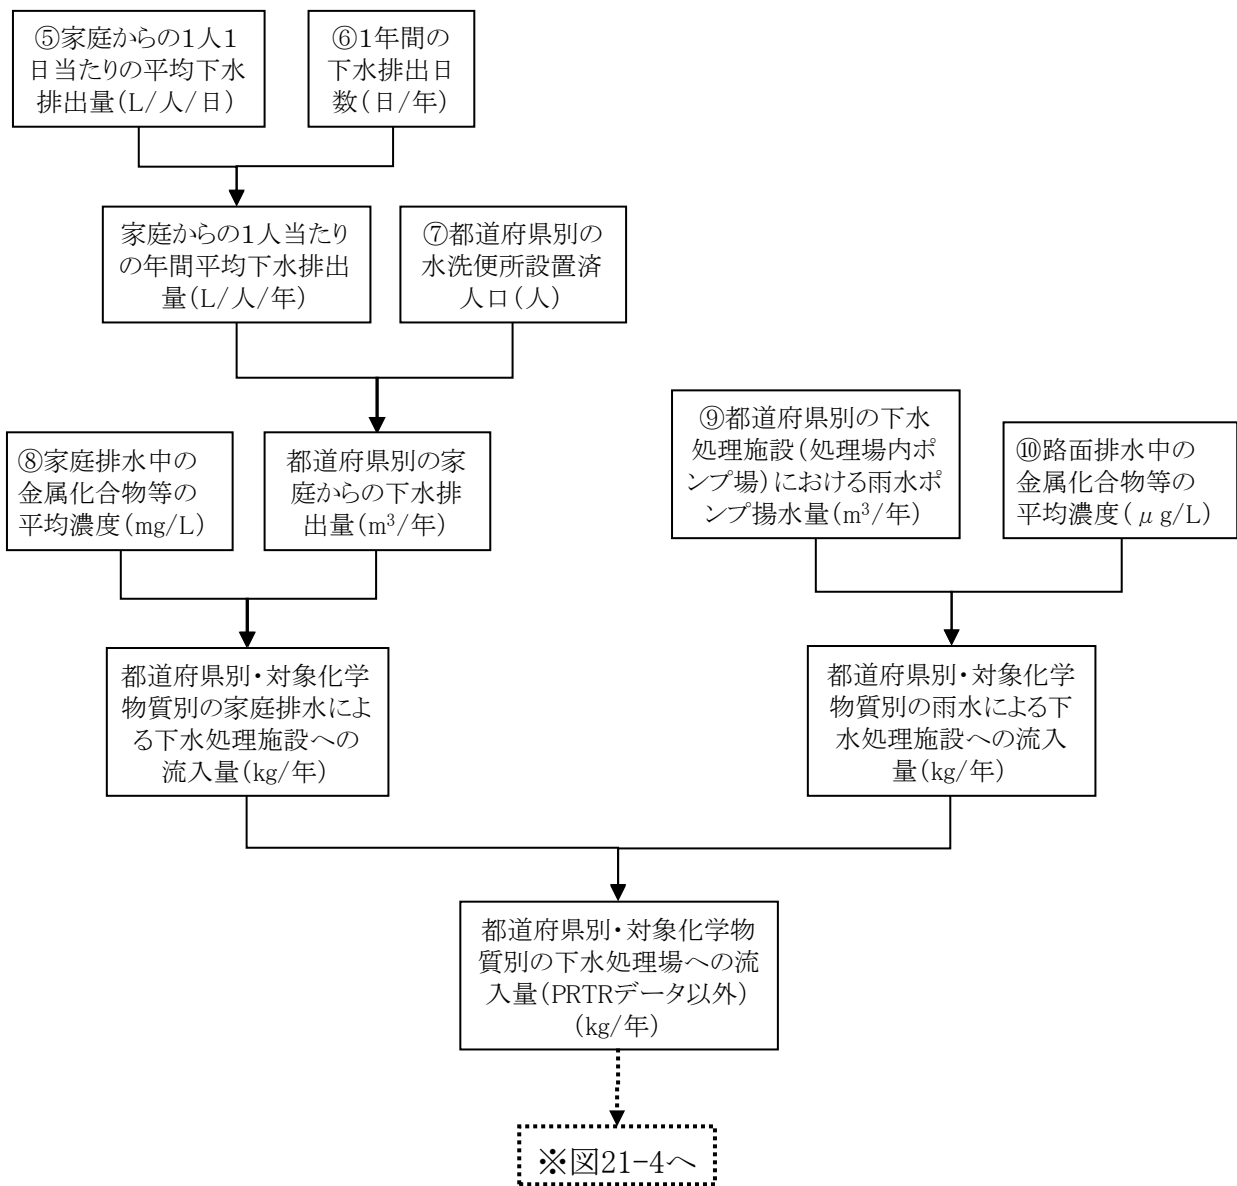 ⑤家庭からの1人1
日当たりの平均下水
排出量(L/人/日)
⑥1年間の
下水排出日
数(日/年)
家庭からの1人当たり
の年間平均下水排出
量(L/人/年)
⑦都道府県別の
水洗便所設置済
人口(人)
⑧家庭排水中の
金属化合物等の
平均濃度(mg/L)
都道府県別の家
庭からの下水排
出量(m³/年)
⑨都道府県別の下水
処理施設(処理場内ポ
ンプ場)における雨水ポ
ンプ揚水量(m³/年)
⑩路面排水中の
金属化合物等の
平均濃度(μg/L)
都道府県別・対象化学
物質別の家庭排水によ
る下水処理施設への
流入量(kg/年)
都道府県別・対象化学
物質別の雨水による下
水処理施設への流入
量(kg/年)
都道府県別・対象化学物
質別の下水処理場への流
入量(PRTRデータ以外)
(kg/年)
※図21-4へ